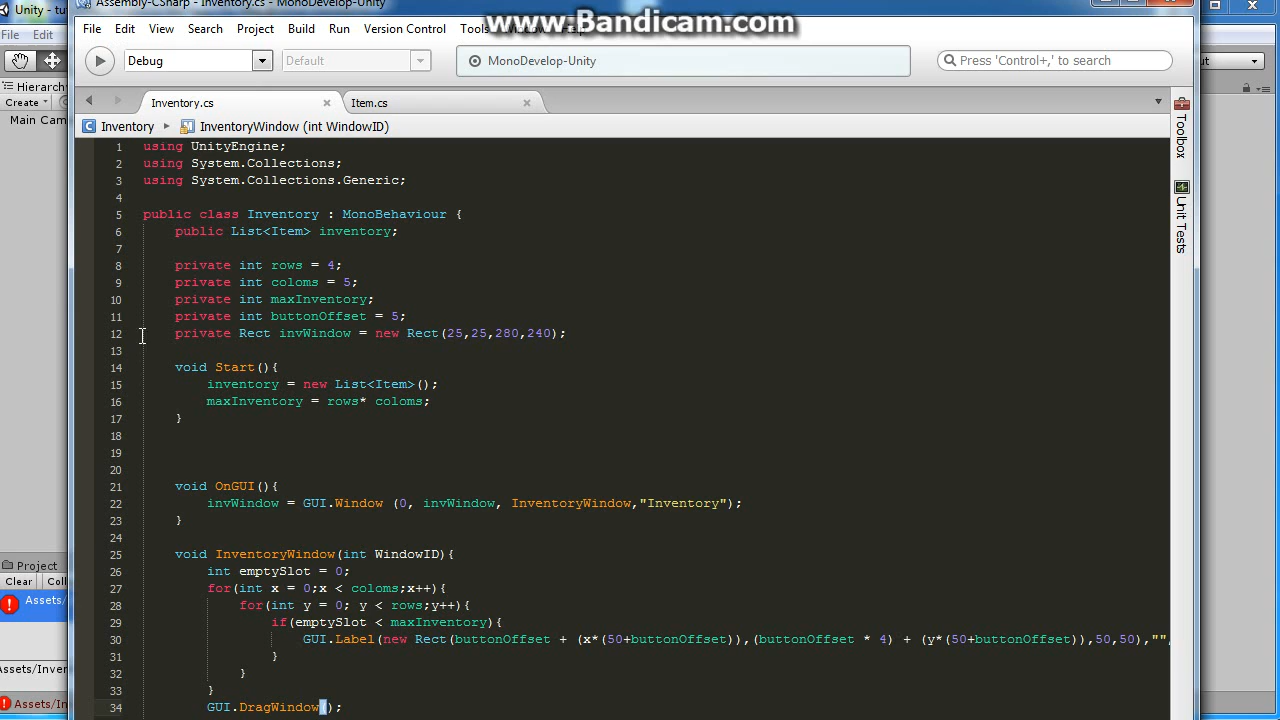 Unity - tut
Assembly-CSharp - Inventory.cs - MonoDevelop-Unity
www.Bandicam.com
File Edit
File Edit View Search Project Build Run Version Control Tools
Debug
Default
MonoDevelop-Unity
Press 'Control+,' to search
ut
Hierarch
Create
Main Cam
Inventory.cs
Item.cs
Inventory
InventoryWindow (int WindowID)
Toolbox
Unit Tests
1 using UnityEngine;
2 using System.Collections;
3 using System.Collections.Generic;
4
5 public class Inventory : MonoBehaviour {
6 public List<Item> inventory;
7
8 private int rows = 4;
9 private int coloms = 5;
10 private int maxInventory;
11 private int buttonOffset = 5;
12 private Rect invWindow = new Rect(25,25,280,240);
13
14 void Start(){
15 inventory = new List<Item>();
16 maxInventory = rows* coloms;
17 }
18
19
20
21 void OnGUI(){
22 invWindow = GUI.Window (0, invWindow, InventoryWindow,"Inventory");
23 }
24
25 void InventoryWindow(int WindowID){
26 int emptySlot = 0;
27 for(int x = 0;x < coloms;x++){
28 for(int y = 0; y < rows;y++){
29 if(emptySlot < maxInventory){
30 GUI.Label(new Rect(buttonOffset + (x*(50+buttonOffset)),(buttonOffset * 4) + (y*(50+buttonOffset)),50,50),"",
31 }
32 }
33 }
34 GUI.DragWindow();
Project
Clear Coll
Assets/
Assets/Inver
Assets/Inven